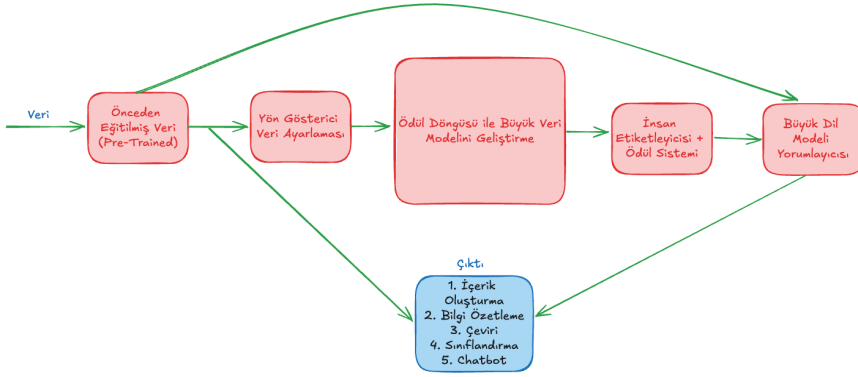 Veri
Önceden
Eğitilmiş Veri
(Pre-Trained)
Yön Gösterici
Veri Ayarlaması
Ödül Döngüsü ile Büyük Veri
Modelini Geliştirme
İnsan
Etiketleyicisi +
Ödül Sistemi
Büyük Dil
Modeli
Yorumlayıcısı
Çıktı
1. İçerik
Oluşturma
2. Bilgi Özetleme
3. Çeviri
4. Sınıflandırma
5. Chatbot